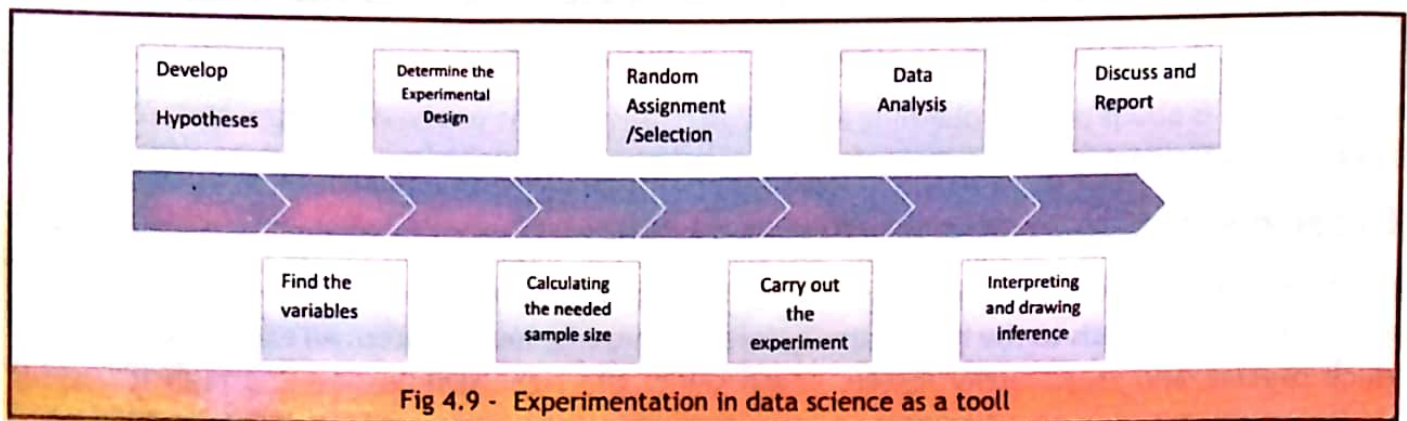 Develop
Hypotheses
Determine the
Experimental
Design
Random
Assignment
/Selection
Data
Analysis
Discuss and
Report
Find the
variables
Calculating
the needed
sample size
Carry out
the
experiment
Interpreting
and drawing
inference
Fig 4.9 - Experimentation in data science as a tooll